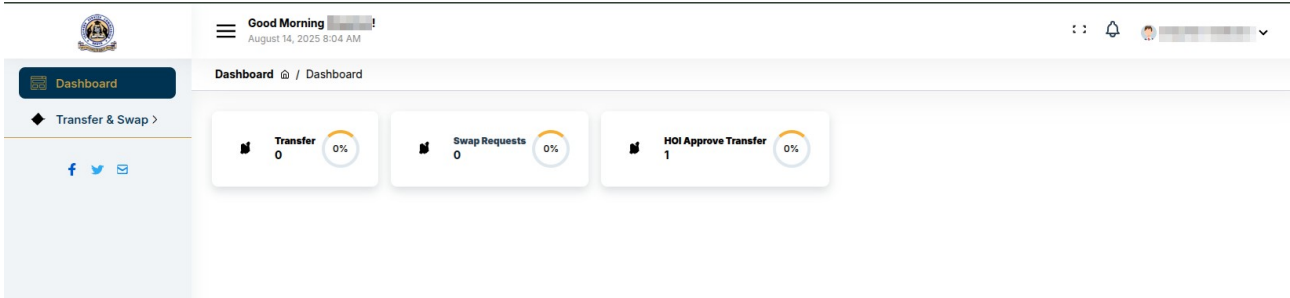 Good Morning !
August 14, 2025 8:04 AM
Dashboard
Transfer & Swap >
Dashboard / Dashboard
Transfer
0
0%
Swap Requests
0
0%
HOI Approve Transfer
1
0%